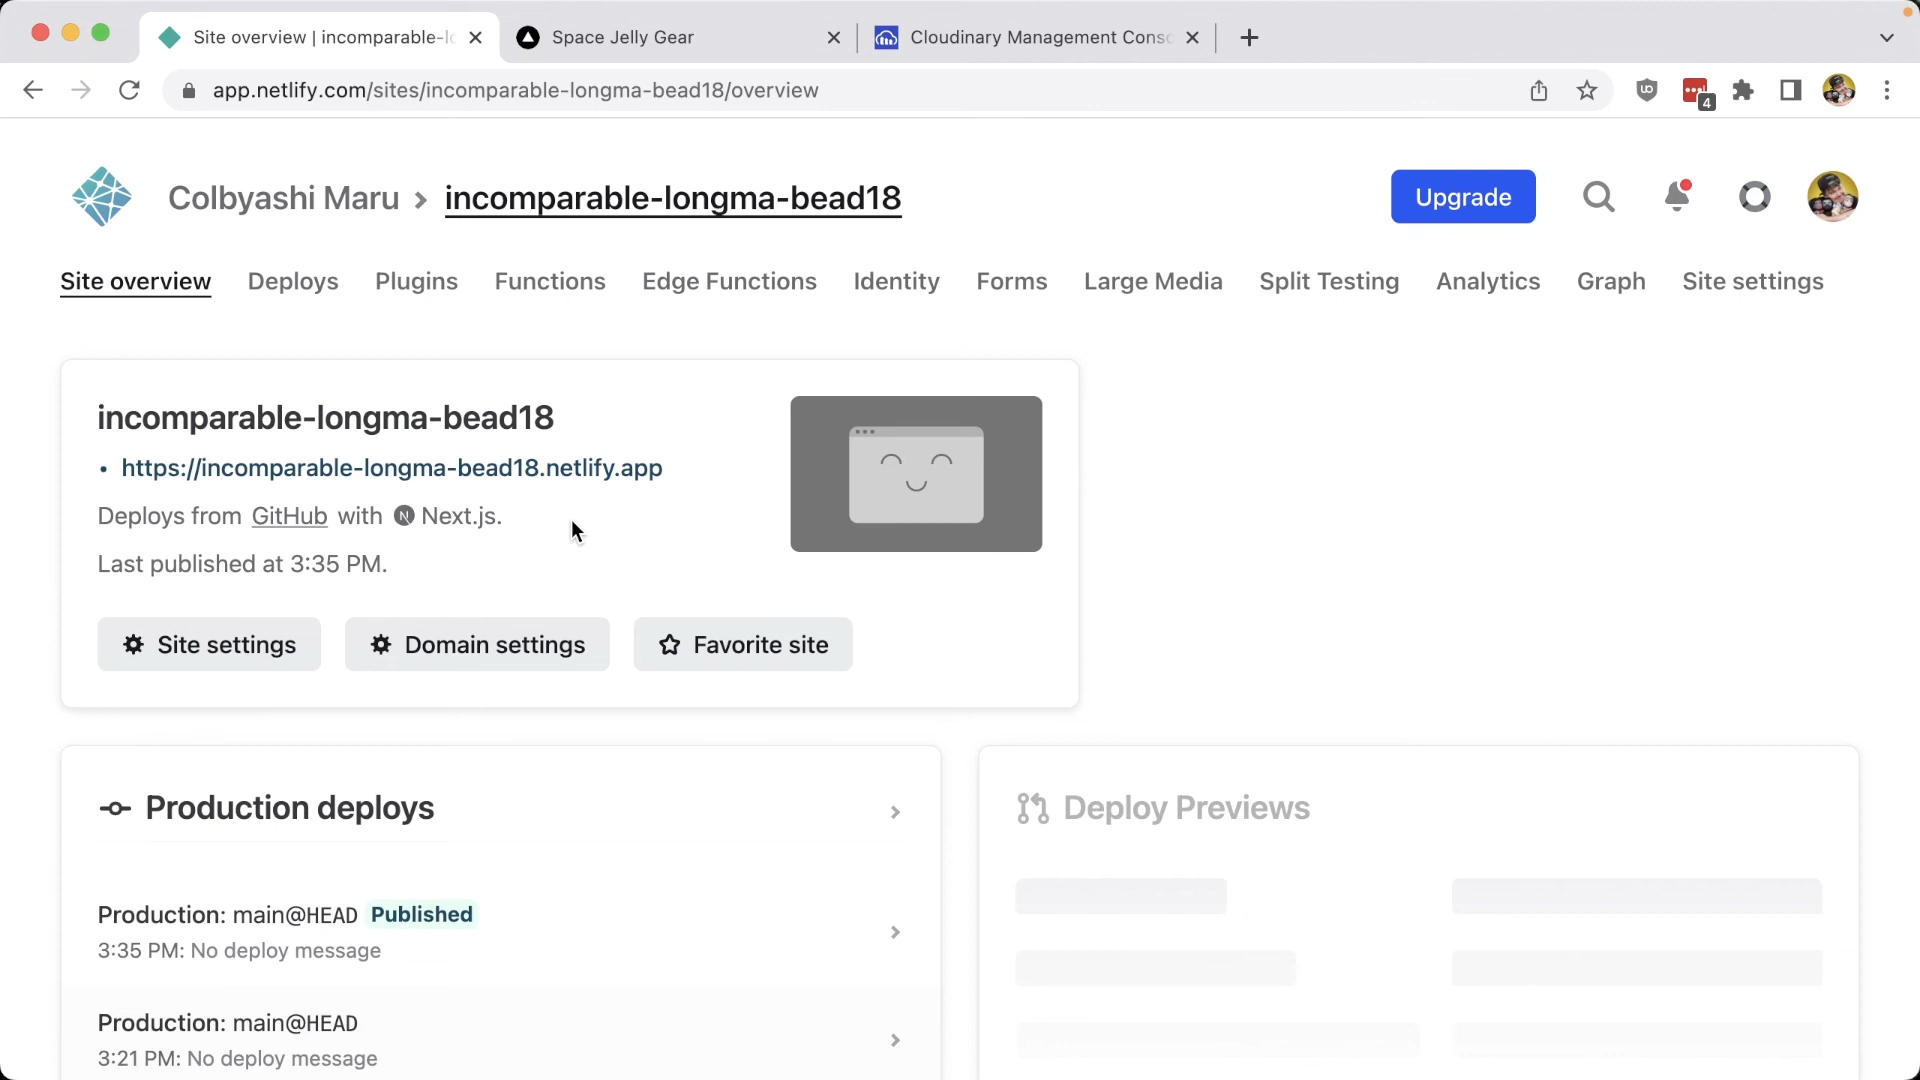 Site overview | incomparable-l
Space Jelly Gear
Cloudinary Management Conso
app.netlify.com/sites/incomparable-longma-bead18/overview
4
Colbyashi Maru
incomparable-longma-bead18
Upgrade
Site overview
Deploys
Plugins
Functions
Edge Functions
Identity
Forms
Large Media
Split Testing
Analytics
Graph
Site settings
incomparable-longma-bead18
• https://incomparable-longma-bead18.netlify.app
Deploys from GitHub with N Next.js.
Last published at 3:35 PM.
Site settings
Domain settings
Favorite site
Production deploys
Deploy Previews
Production: main@HEAD Published
3:35 PM: No deploy message
Production: main@HEAD
3:21 PM: No deploy message